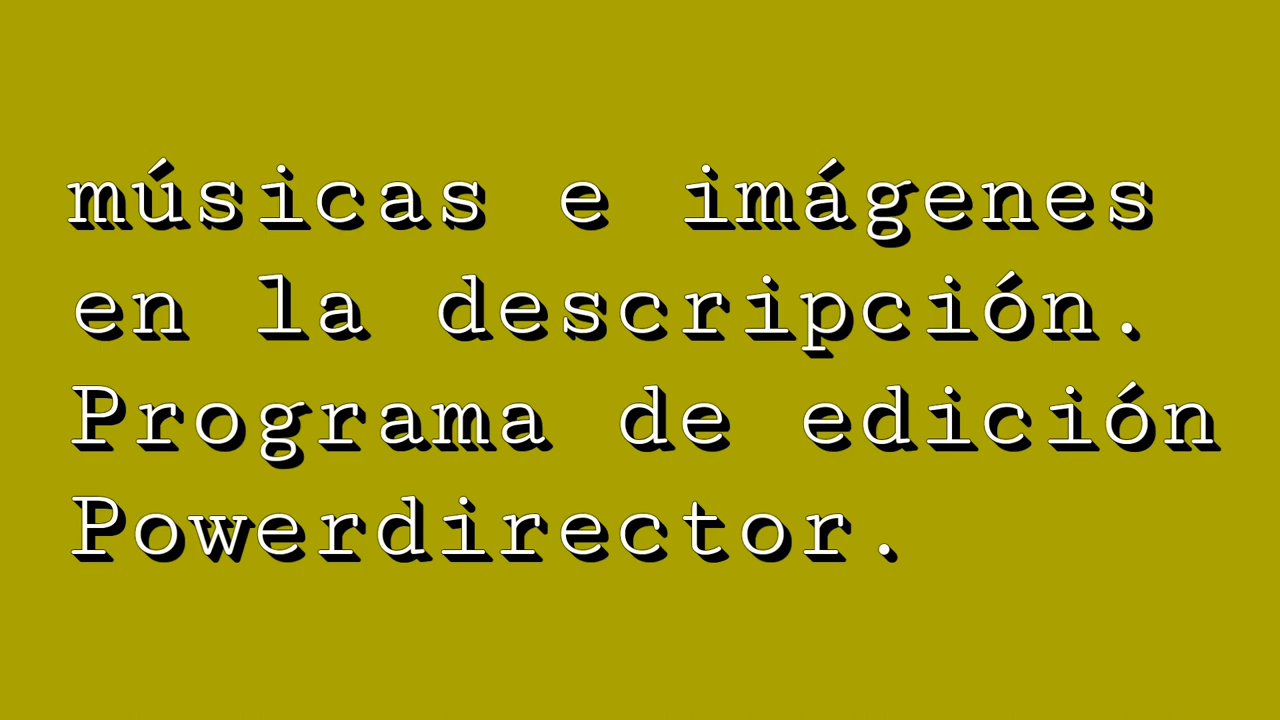 músicas e imágenes
en la descripción.
Programa de edición
Powerdirector.